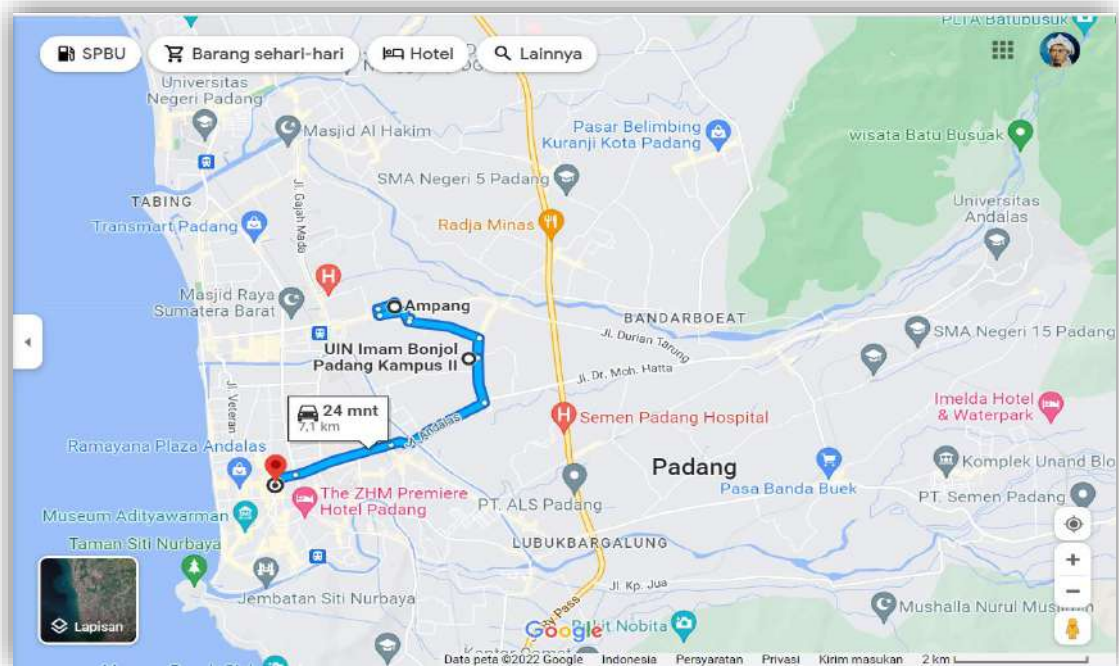 SPBU
Barang sehari-hari
Hotel
Lainnya
PLTA Batubusuk
Universitas
Negeri Padang
Masjid Al Hakim
Pasar Belimbing
Kuranji Kota Padang
wisata Batu Busuak
SMA Negeri 5 Padang
TABING
Jl. Gajah Mada
Universitas
Andalas
Transmart Padang
Radja Minas
H
Masjid Raya
Sumatera Barat
Ampang
BANDARBOEAT
Jl. Durian Tarung
SMA Negeri 15 Padang
UIN Imam Bonjol
Padang Kampus II
Jl. Dr. Moh. Hatta
Jl. Veteran
24 mnt
7,1 km
Jl. Andalas
H
Semen Padang Hospital
Imelda Hotel
& Waterpark
Ramayana Plaza Andalas
Padang
Komplek Unand Blo
Pasa Banda Buek
The ZHM Premiere
Hotel Padang
PT. ALS Padang
PT. Semen Padang
Museum Adityawarman
Taman Siti Nurbaya
LUBUKBARGALUNG
Jl. Kp. Jua
Jembatan Siti Nurbaya
By Pass
Mushalla Nurul Mus
Lapisan
Google
Nobita
Data peta ©2022 Google
Indonesia
Persyaratan
Privasi
Kirim masukan
2 km